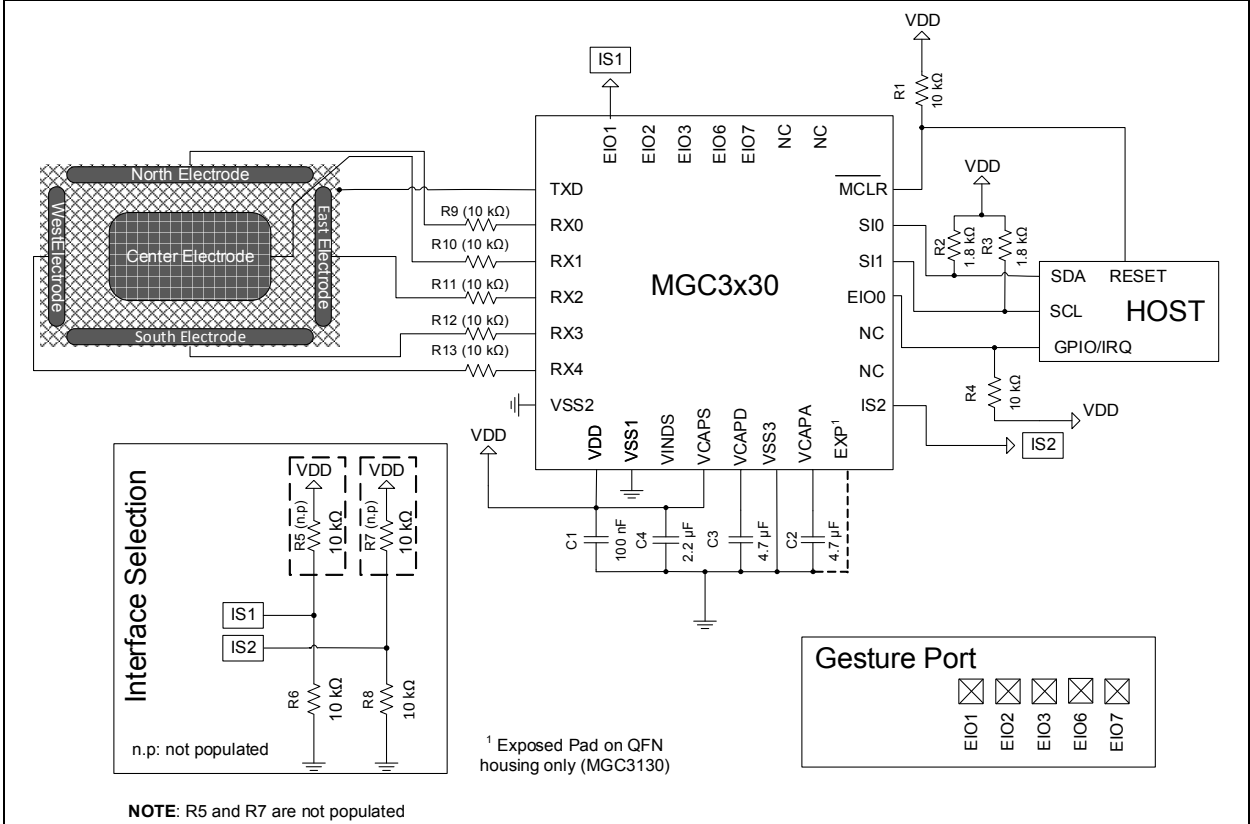 VDD
IS1
R1
10 kΩ
EIO1
EIO2
EIO3
EIO6
EIO7
NC
NC
North Electrode
West Electrode
Center Electrode
East Electrode
South Electrode
R9 (10 kΩ)
R10 (10 kΩ)
R11 (10 kΩ)
R12 (10 kΩ)
R13 (10 kΩ)
TXD
RX0
RX1
RX2
RX3
RX4
VSS2
MGC3x30
MCLR
SI0
SI1
EIO0
NC
NC
IS2
VDD
R2
1.8 kΩ
R3
1.8 kΩ
SDA RESET
SCL HOST
GPIO/IRQ
R4
10 kΩ
VDD
IS2
VDD
VDD
VSS1
VINDS
VCAPS
VCAPD
VSS3
VCAPA
EXP¹
C1
100 nF
C4
2.2 µF
C3
4.7 µF
C2
4.7 µF
Interface Selection
VDD
VDD
R5 (n.p)
10 kΩ
R7 (n.p)
10 kΩ
IS1
IS2
R6
10 kΩ
R8
10 kΩ
n.p: not populated
¹ Exposed Pad on QFN
housing only (MGC3130)
Gesture Port
EIO1
EIO2
EIO3
EIO6
EIO7
NOTE: R5 and R7 are not populated